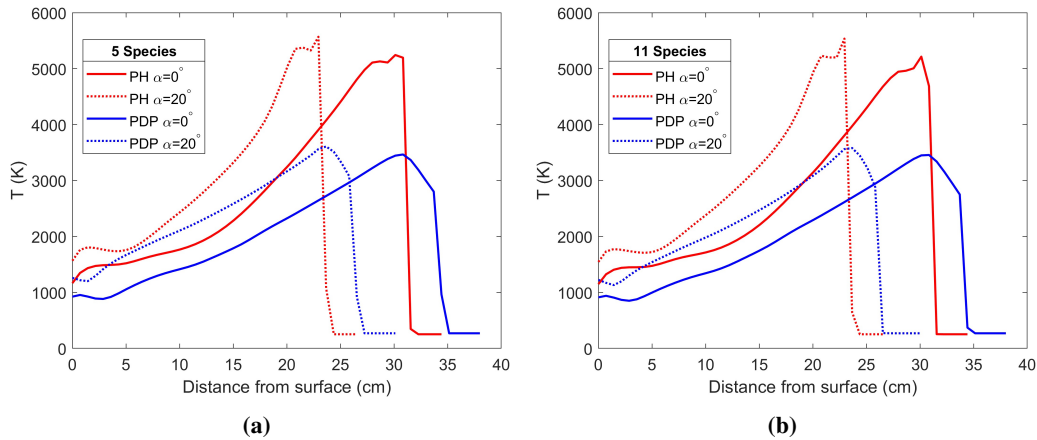 6000
5000
4000
3000
2000
1000
0
T (K)
5 Species
PH α=0°
PH α=20°
PDP α=0°
PDP α=20°
0 5 10 15 20 25 30 35 40
Distance from surface (cm)
(a)
6000
5000
4000
3000
2000
1000
0
T (K)
11 Species
PH α=0°
PH α=20°
PDP α=0°
PDP α=20°
0 5 10 15 20 25 30 35 40
Distance from surface (cm)
(b)